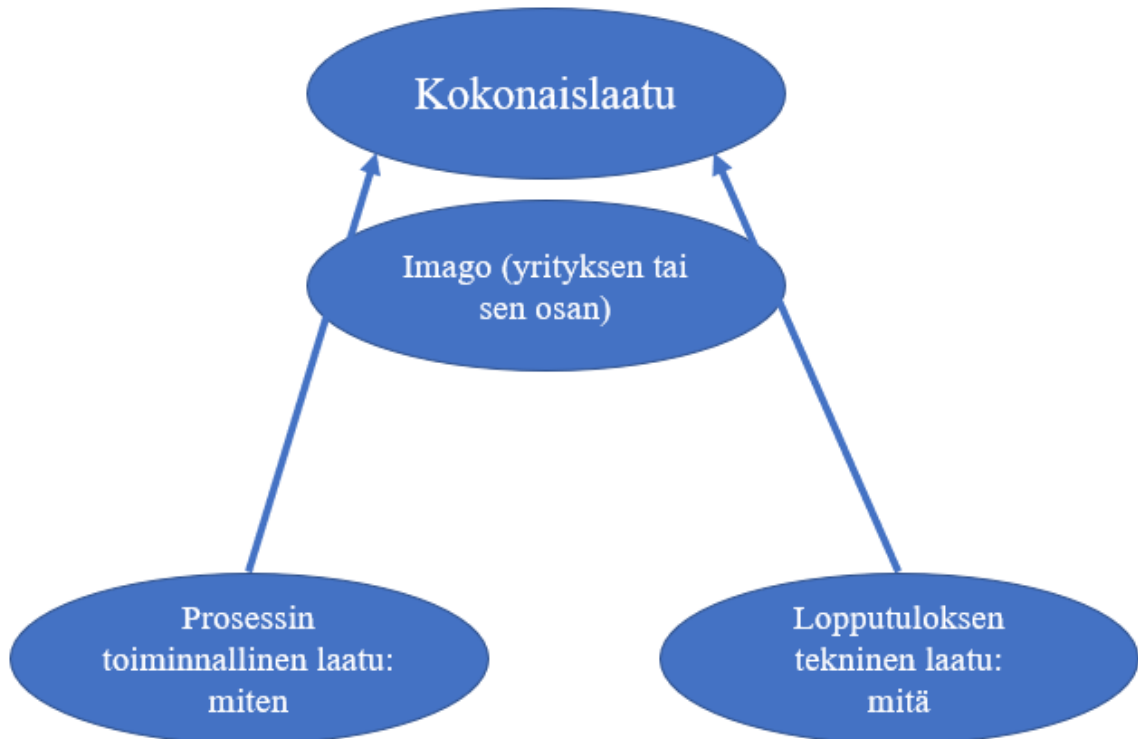 Kokonaislaatu
Imago (yrityksen tai
sen osan)
Prosessin
toiminnallinen laatu:
miten
Lopputuloksen
tekninen laatu:
mitä